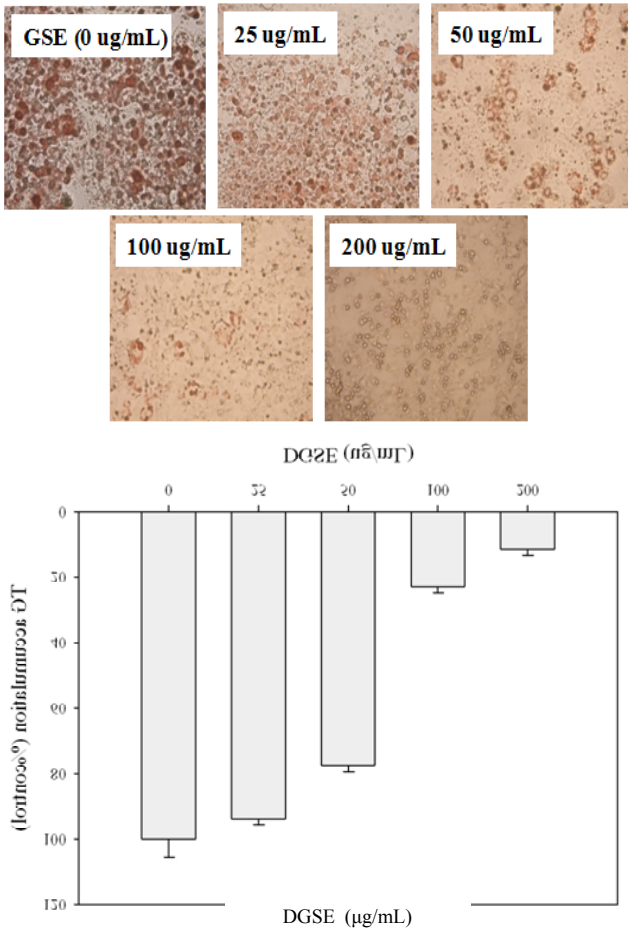 GSE (0 ug/mL)
25 ug/mL
50 ug/mL
100 ug/mL
200 ug/mL
DGSE (ug/mL)
0 25 50 100 200
0
20
40
60
80
100
120
TG accumulation (%control)
DGSE (μg/mL)